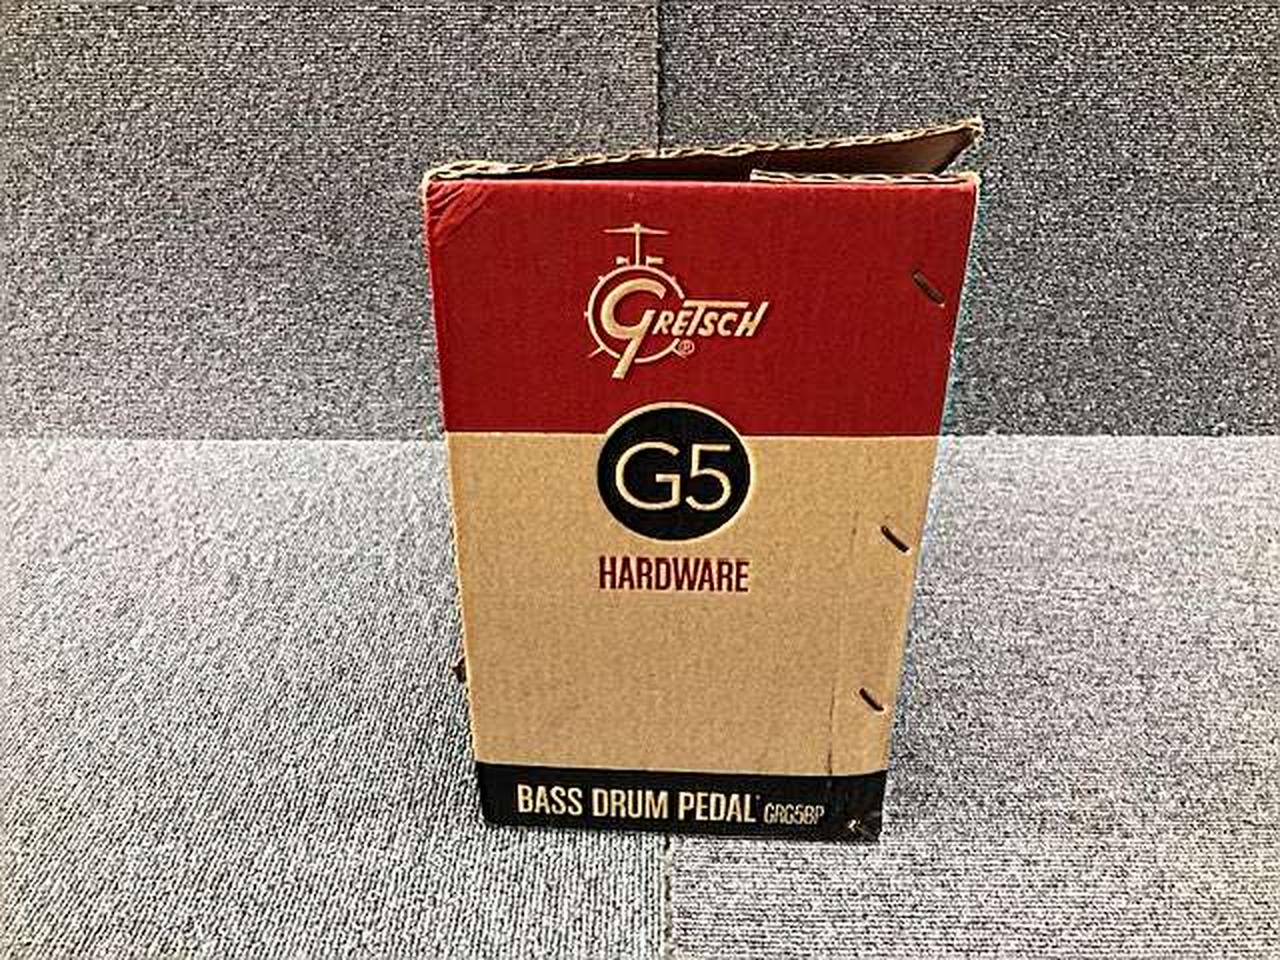 GRETSCH
G5
HARDWARE
BASS DRUM PEDAL GRG5BP